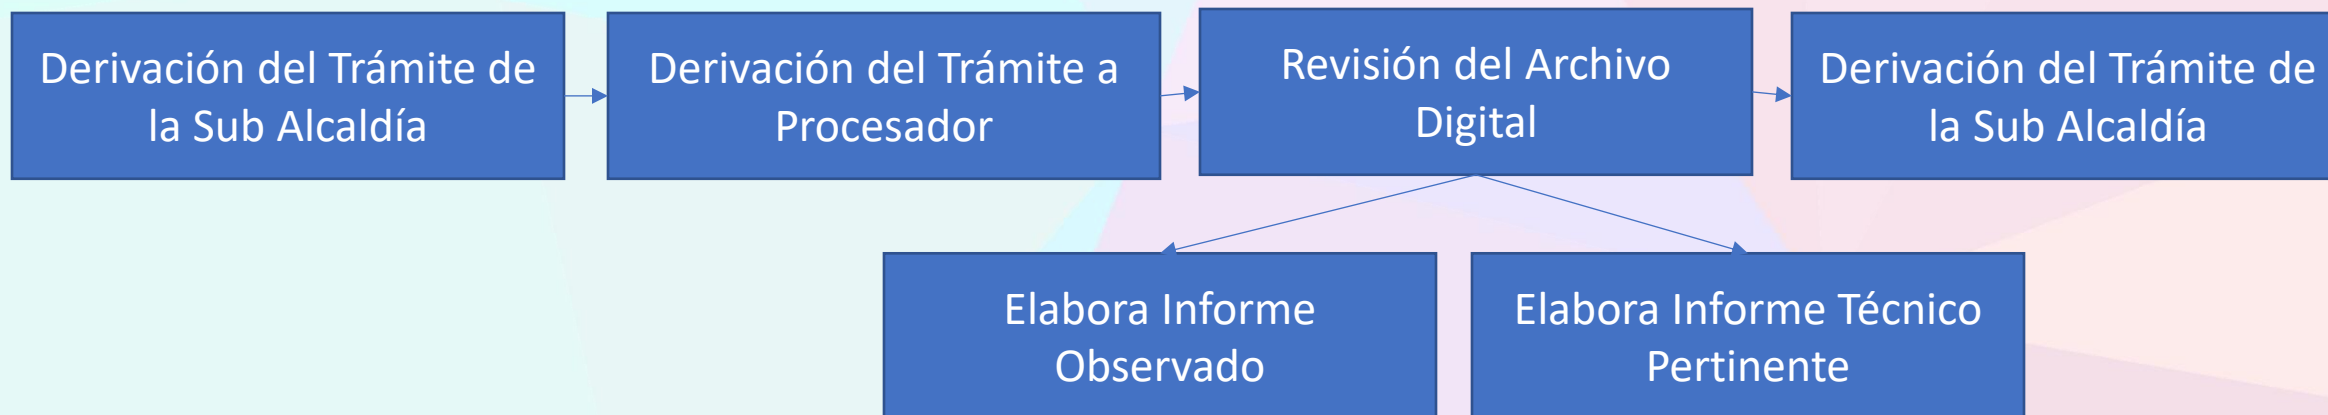 Derivación del Trámite de
la Sub Alcaldía
Derivación del Trámite a
Procesador
Revisión del Archivo
Digital
Derivación del Trámite de
la Sub Alcaldía
Elabora Informe
Observado
Elabora Informe Técnico
Pertinente